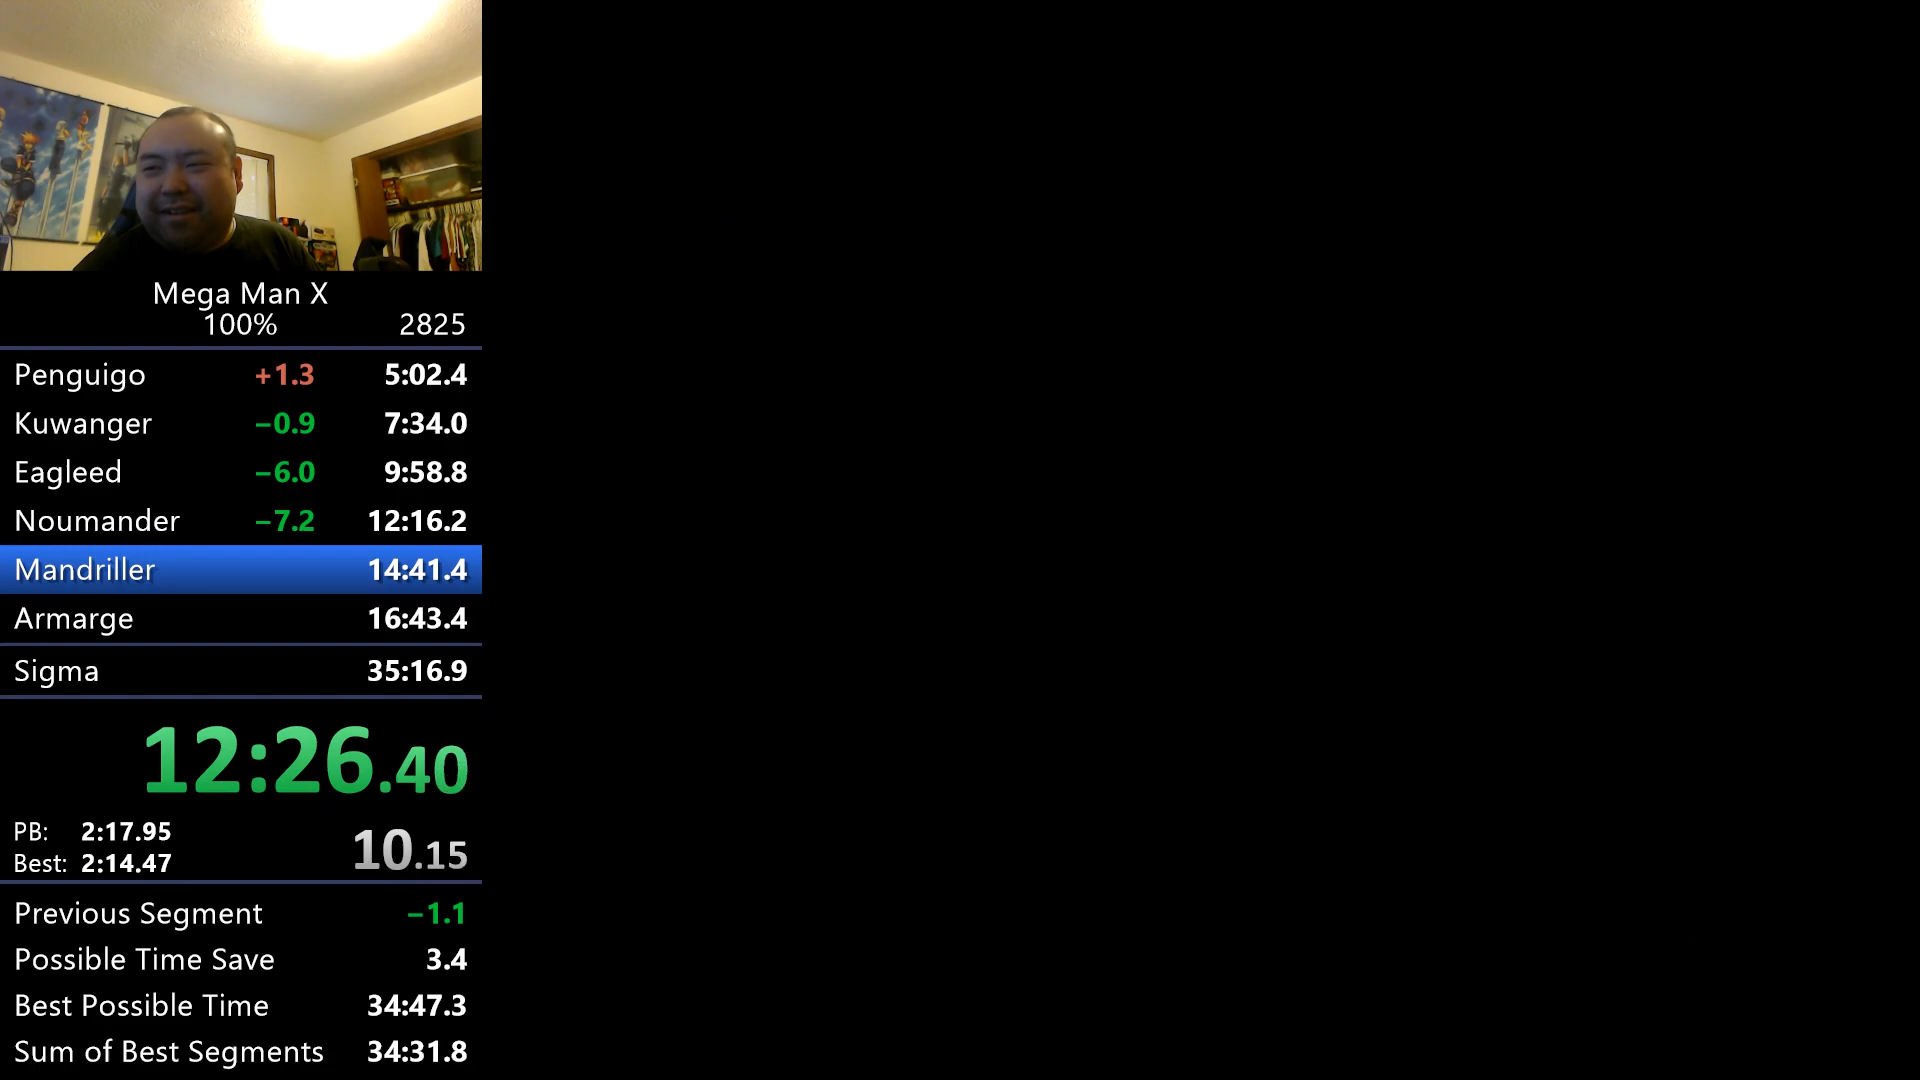 Mega Man X
100% 2825
Penguigo +1.3 5:02.4
Kuwanger −0.9 7:34.0
Eagleed −6.0 9:58.8
Noumander −7.2 12:16.2
Mandriller 14:41.4
Armarge 16:43.4
Sigma 35:16.9
12:26.40
PB: 2:17.95
Best: 2:14.47
10.15
Previous Segment −1.1
Possible Time Save 3.4
Best Possible Time 34:47.3
Sum of Best Segments 34:31.8